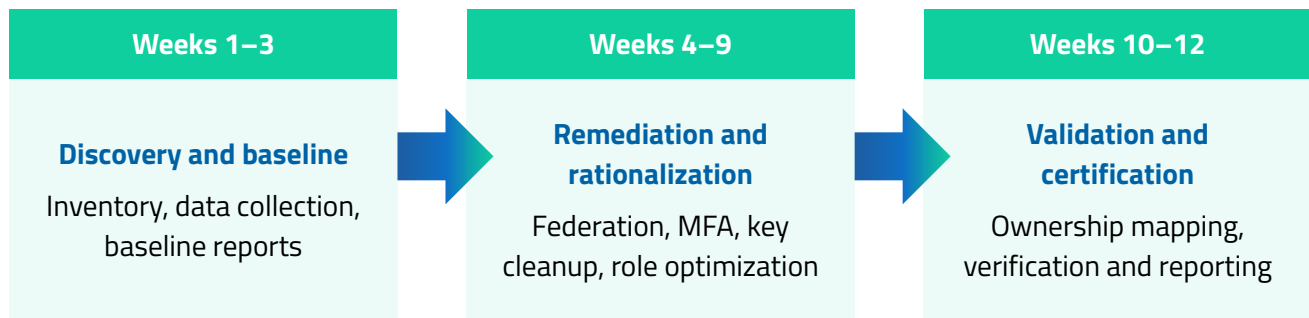 Weeks 1–3
Discovery and baseline
Inventory, data collection,
baseline reports
Weeks 4–9
Remediation and
rationalization
Federation, MFA, key
cleanup, role optimization
Weeks 10–12
Validation and
certification
Ownership mapping,
verification and reporting